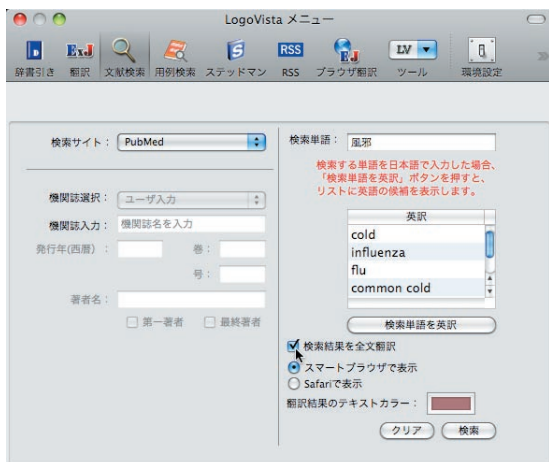 LogoVista メニュー
RSS
LV
辞書引き 翻訳 文献検索 用例検索 ステッドマン RSS ブラウザ翻訳 ツール 環境設定
検索サイト： PubMed
機関誌選択： ユーザ入力
機関誌入力： 機関誌名を入力
発行年(西暦)： 巻：
号：
著者名：
第一著者 最終著者
検索単語： 風邪
検索する単語を日本語で入力した場合、
「検索単語を英訳」ボタンを押すと、
リストに英語の候補を表示します。
英訳
cold
influenza
flu
common cold
検索単語を英訳
検索結果を全文翻訳
スマートブラウザで表示
Safariで表示
翻訳結果のテキストカラー：
クリア 検索